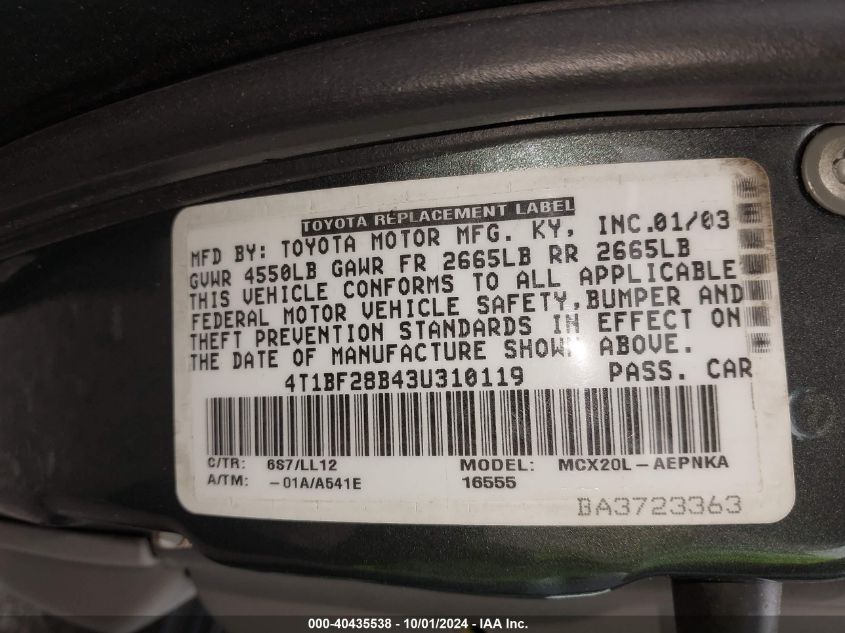 TOYOTA REPLACEMENT LABEL
MFD BY: TOYOTA MOTOR MFG. KY, INC.01/03
GVWR 4550LB GAWR FR 2665LB RR 2665LB
THIS VEHICLE CONFORMS TO ALL APPLICABLE
FEDERAL MOTOR VEHICLE SAFETY,BUMPER AND
THEFT PREVENTION STANDARDS IN EFFECT ON
THE DATE OF MANUFACTURE SHOWN ABOVE.
4T1BF28B43U310119 PASS. CAR
C/TR: 6S7/LL12 MODEL: MCX20L-AEPNKA
A/TM: -01A/A541E 16555
BA3723363
000-40435538 - 10/01/2024 - IAA Inc.